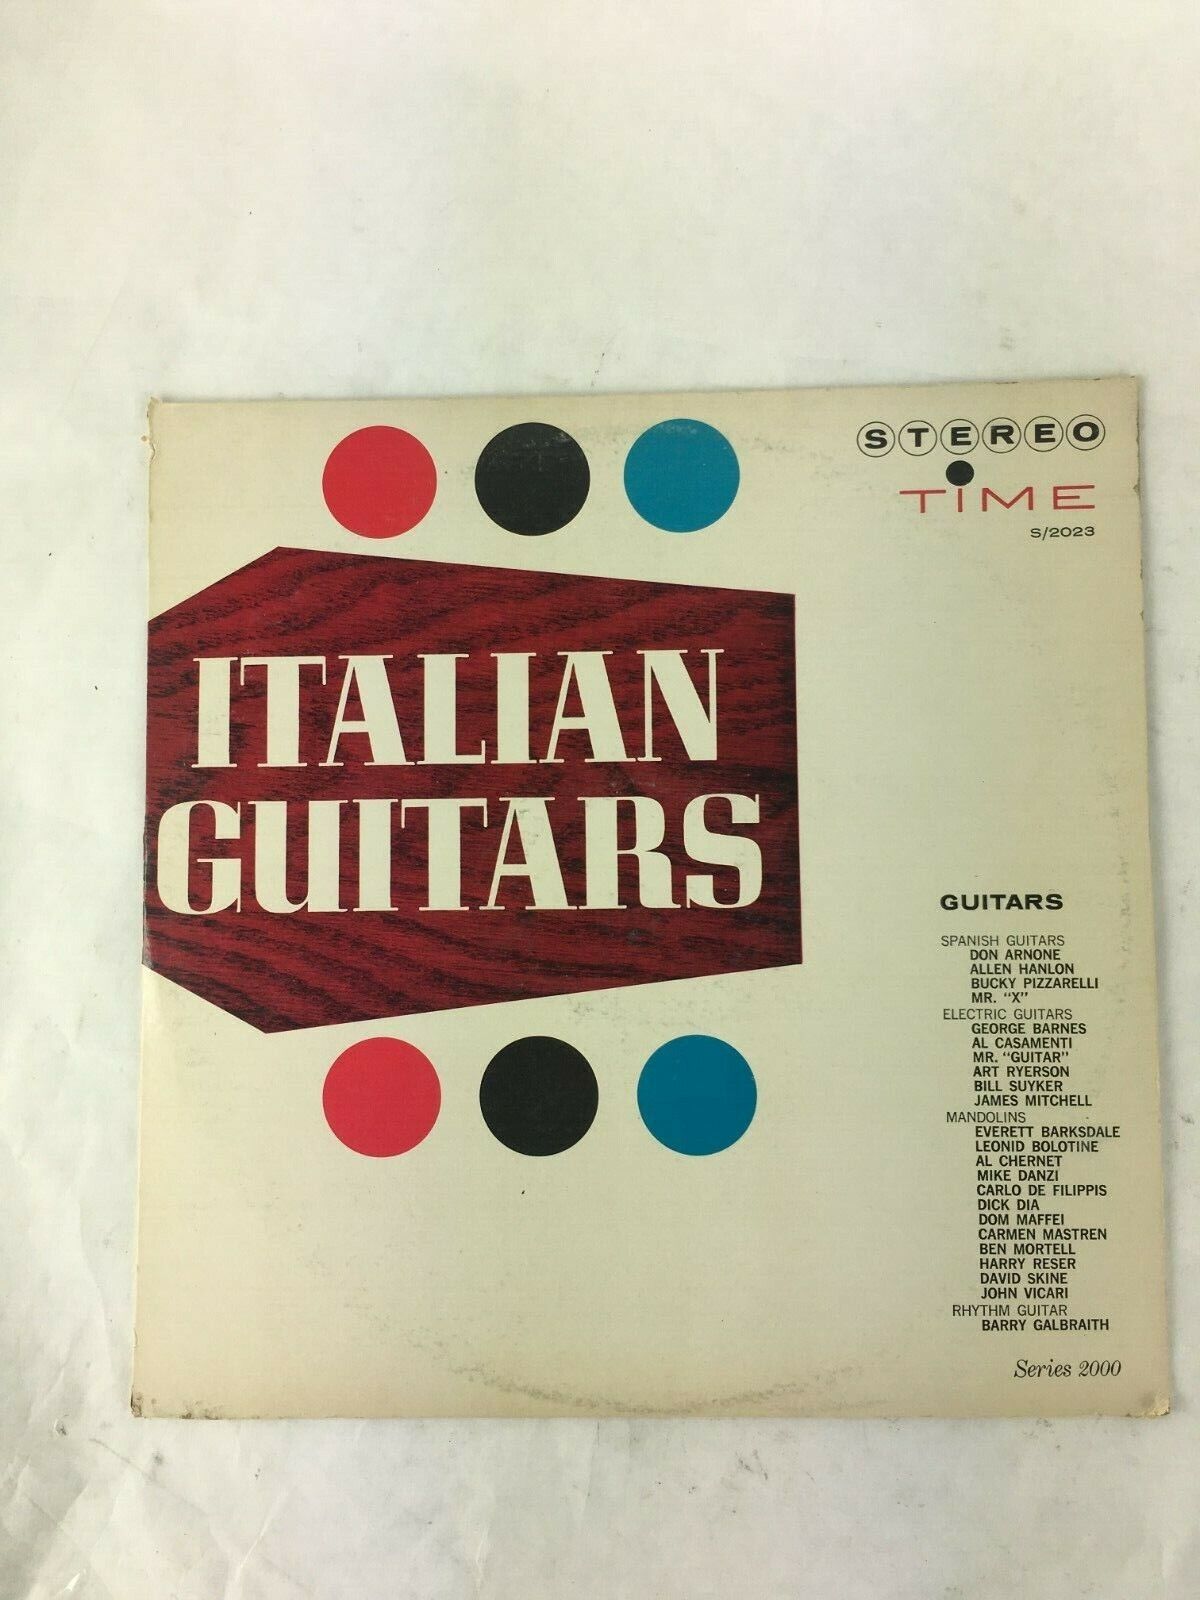 STEREO
TIME
S/2023
ITALIAN
GUITARS
GUITARS
SPANISH GUITARS
DON ARNONE
ALLEN HANLON
BUCKY PIZZARELLI
MR. "X"
ELECTRIC GUITARS
GEORGE BARNES
AL CASAMENTI
MR. "GUITAR"
ART RYERSON
BILL SUYKER
JAMES MITCHELL
MANDOLINS
EVERETT BARKSDALE
LEONID BOLOTINE
AL CHERNET
MIKE DANZI
CARLO DE FILIPPIS
DICK DIA
DOM MAFFEI
CARMEN MASTREN
BEN MORTELL
HARRY RESER
DAVID SKINE
JOHN VICARI
RHYTHM GUITAR
BARRY GALBRAITH
Series 2000